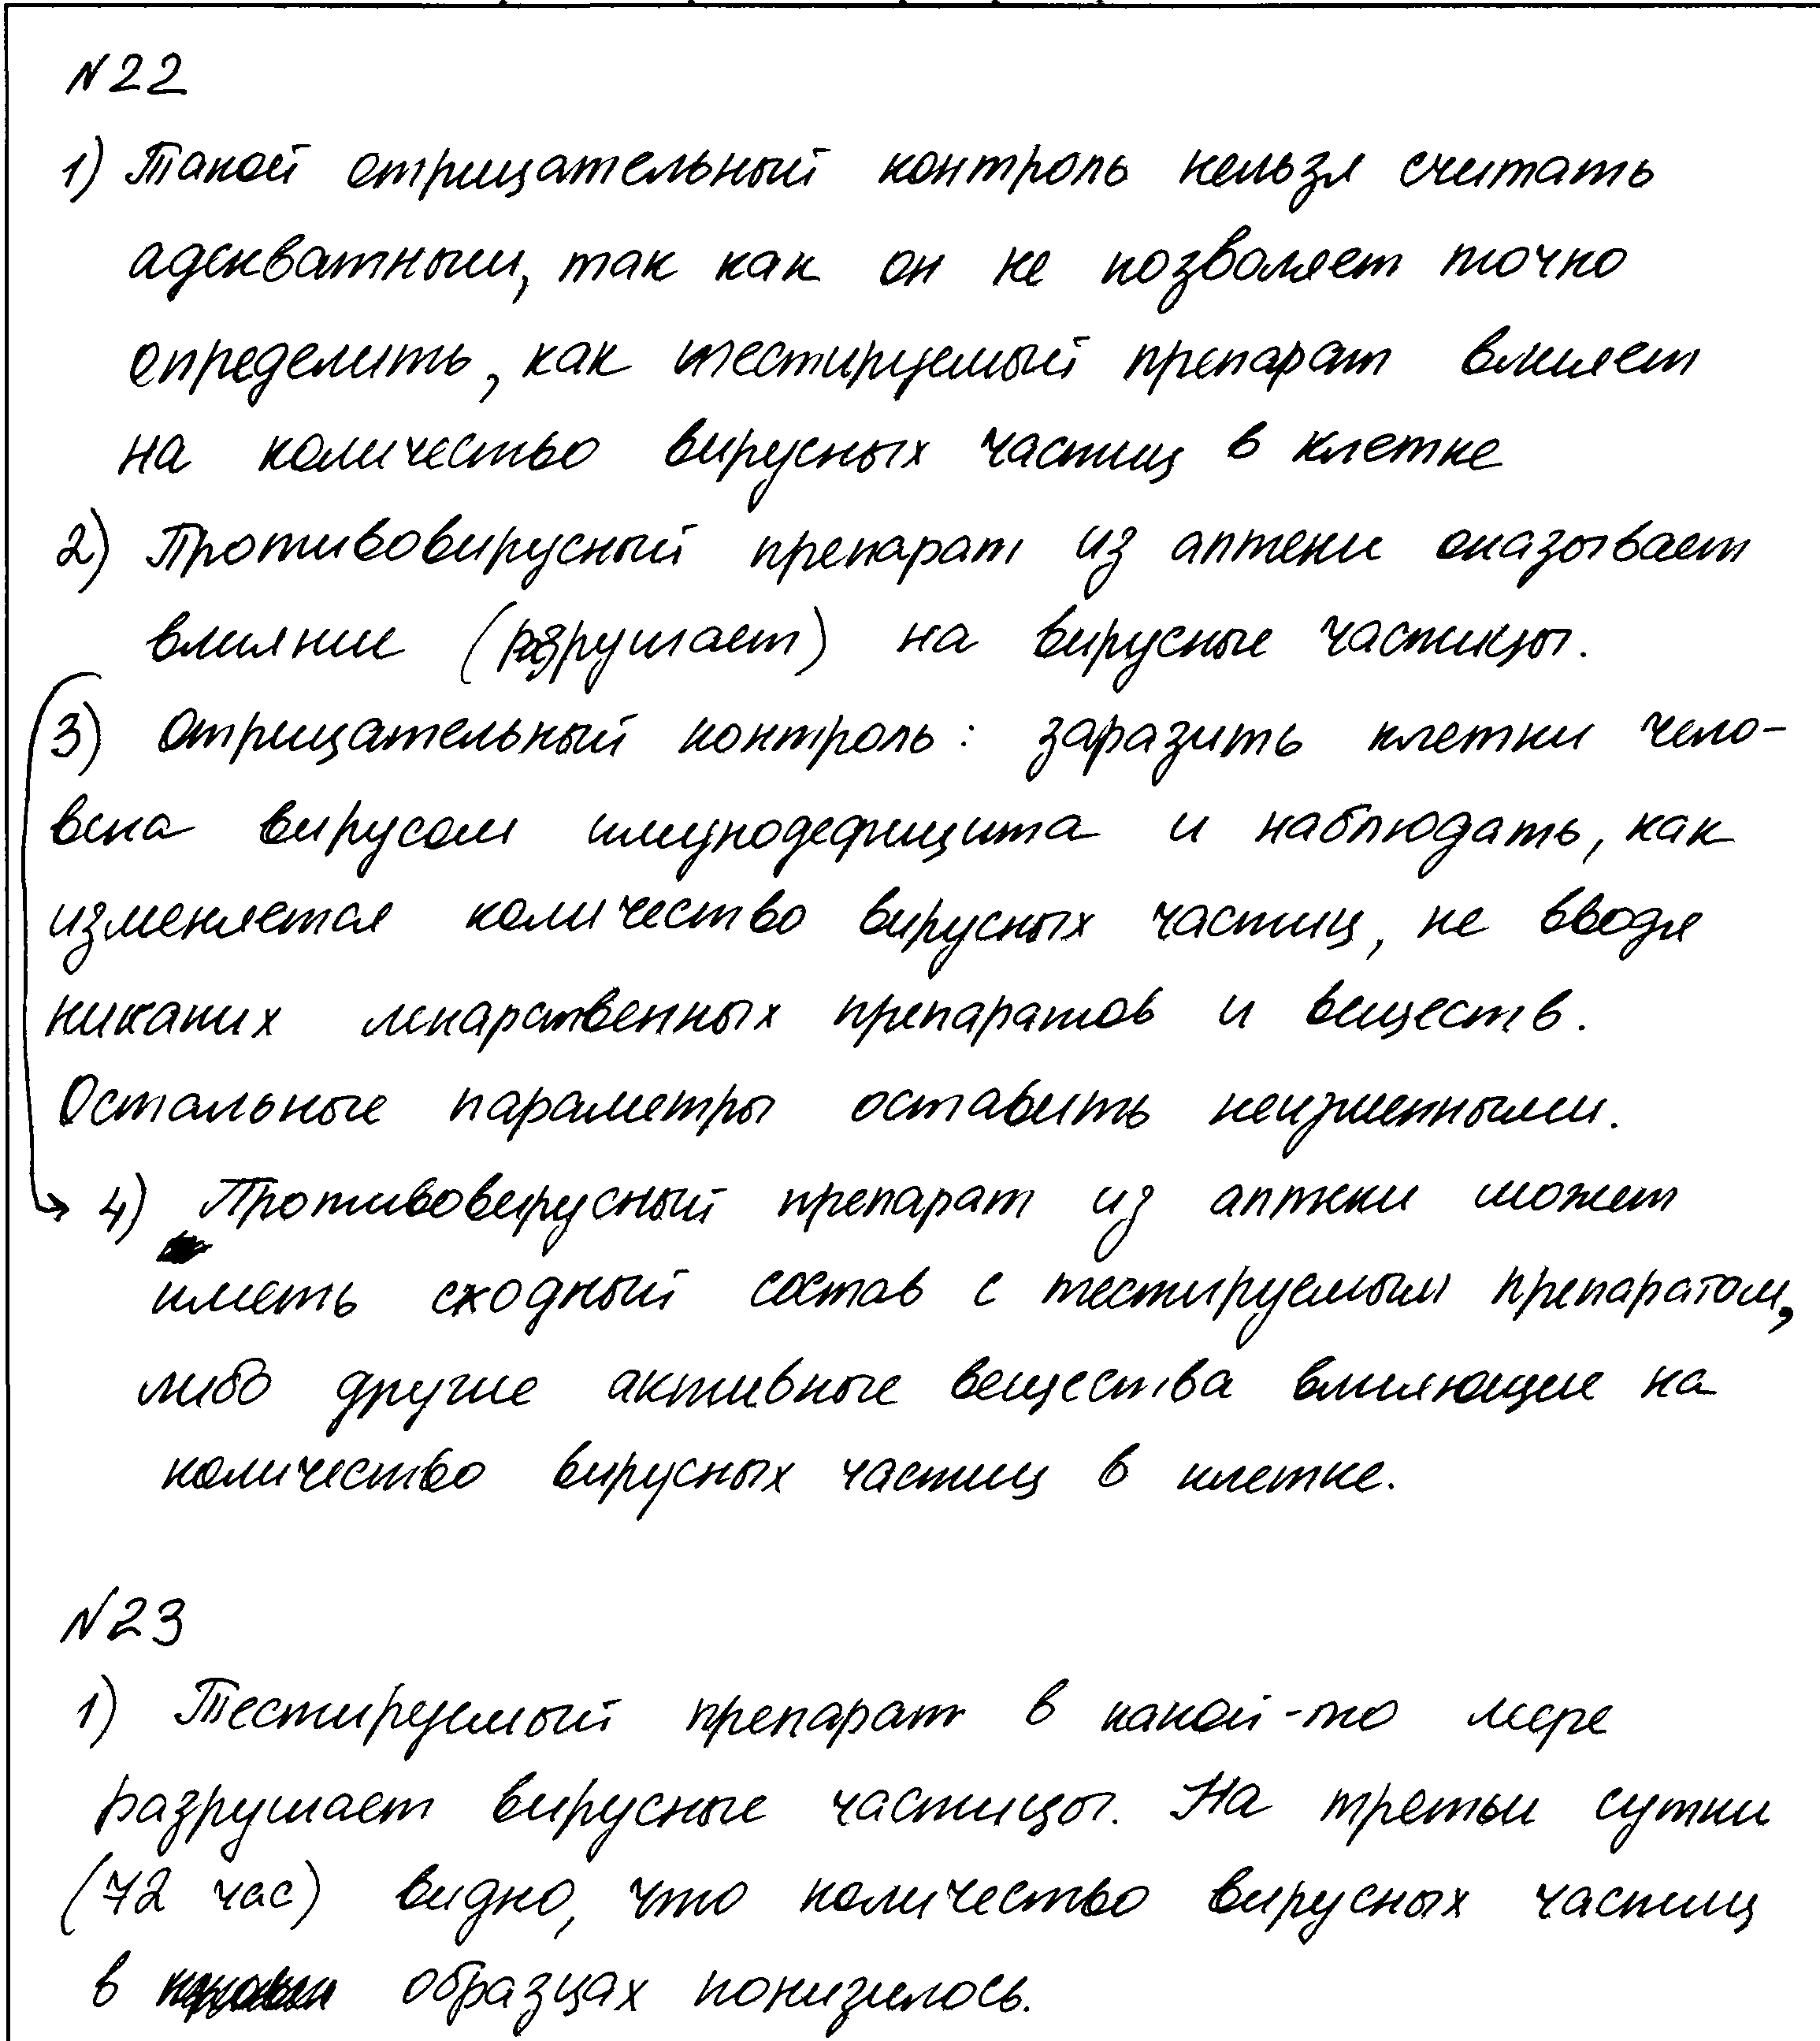 N22
1) Такой отрицательный контроль нельзя считать
адекватным, так как он не позволяет точно
определить, как тестируемый препарат влияет
на количество вирусных частиц в клетке
2) Противовирусный препарат из аптеки оказывает
влияние (разрушает) на вирусные частицы.
3) Отрицательный контроль: заразить клетки чело-
века вирусом иммунодефицита и наблюдать, как
изменяется количество вирусных частиц, не вводя
никаких лекарственных препаратов и веществ.
Остальные параметры оставить неизменными.
4) Противовирусный препарат из аптеки может
иметь сходный состав с тестируемым препаратом,
либо другие активные вещества влияющие на
количество вирусных частиц в клетке.
N23
1) Тестируемый препарат в какой-то мере
разрушает вирусные частицы. На третьи сутки
(72 час) видно, что количество вирусных частиц
в образцах понизилось.